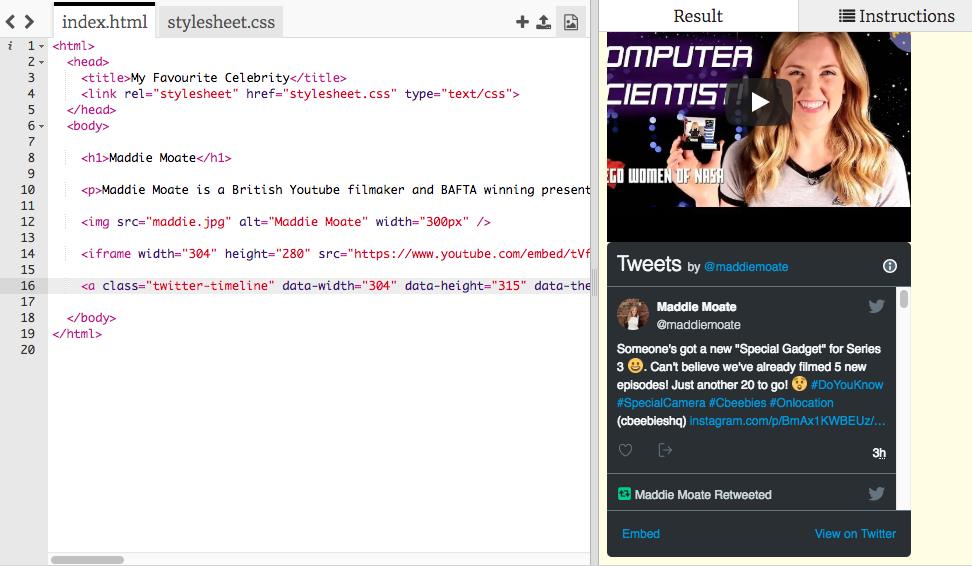 index.html
stylesheet.css
Result
Instructions
i 1 <html>
2 <head>
3 <title>My Favourite Celebrity</title>
4 <link rel="stylesheet" href="stylesheet.css" type="text/css">
5 </head>
6 <body>
7
8 <h1>Maddie Moate</h1>
9
10 <p>Maddie Moate is a British Youtube filmaker and BAFTA winning present
11
12 <img src="maddie.jpg" alt="Maddie Moate" width="300px" />
13
14 <iframe width="304" height="280" src="https://www.youtube.com/embed/tVf
15
16 <a class="twitter-timeline" data-width="304" data-height="315" data-the
17
18 </body>
19 </html>
20
OMPUTER
CIENTIST!
EGO WOMEN OF NASA
Tweets by @maddiemoate
Maddie Moate
@maddiemoate
Someone's got a new "Special Gadget" for Series
3 😀. Can't believe we've already filmed 5 new
episodes! Just another 20 to go! 😲 #DoYouKnow
#SpecialCamera #Cbeebies #Onlocation
(cbeebieshq) instagram.com/p/BmAx1KWBEUz/…
3h
Maddie Moate Retweeted
Embed
View on Twitter